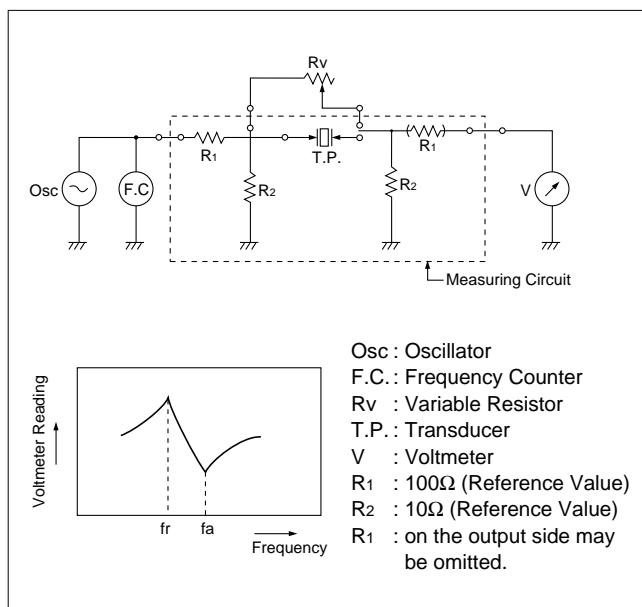 Rv
R1
T.P.
R1
Osc
F.C
R2
R2
V
Measuring Circuit
Voltmeter Reading
fr
fa
Frequency
Osc : Oscillator
F.C. : Frequency Counter
Rv : Variable Resistor
T.P. : Transducer
V : Voltmeter
R1 : 100Ω (Reference Value)
R2 : 10Ω (Reference Value)
R1 : on the output side may
be omitted.